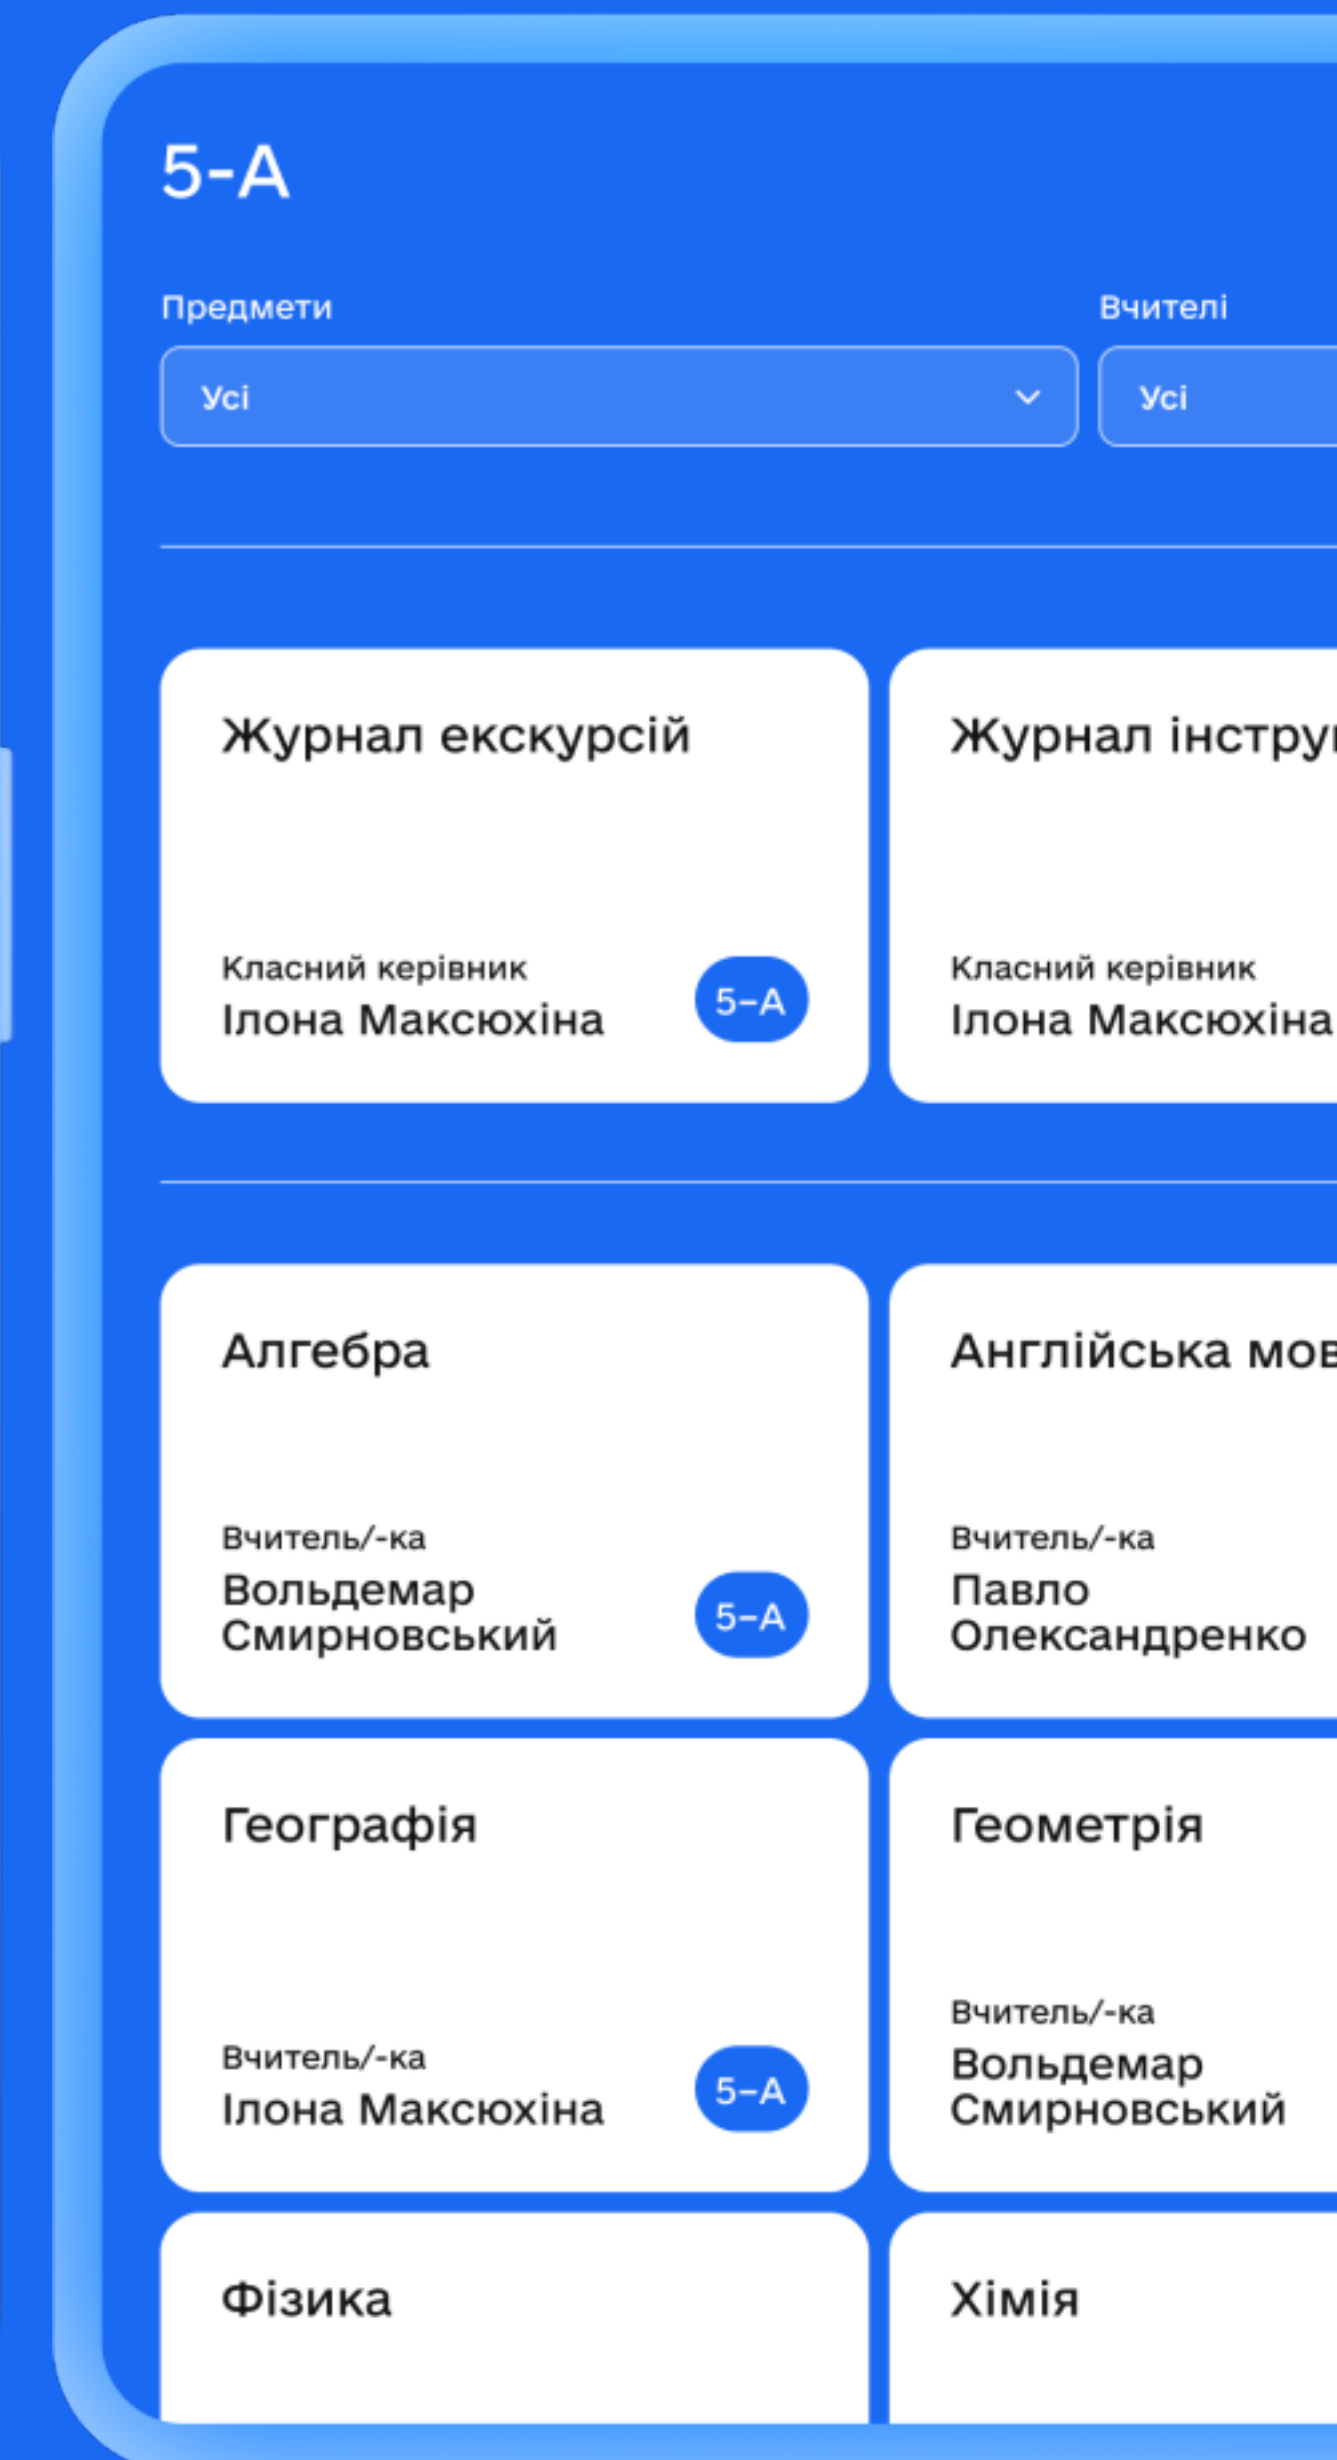 5-А
Предмети
Вчителі
Усі
Усі
Журнал екскурсій
Класний керівник
Ілона Максюхіна
5-А
Журнал
Класний керівник
Ілона Максюхіна
Алгебра
Вчитель/-ка
Вольдемар
Смирновський
5-А
Англійська
Вчитель/-ка
Павло
Олександренко
Географія
Вчитель/-ка
Ілона Максюхіна
5-А
Геометрія
Вчитель/-ка
Вольдемар
Смирновський
Фізика
Хімія